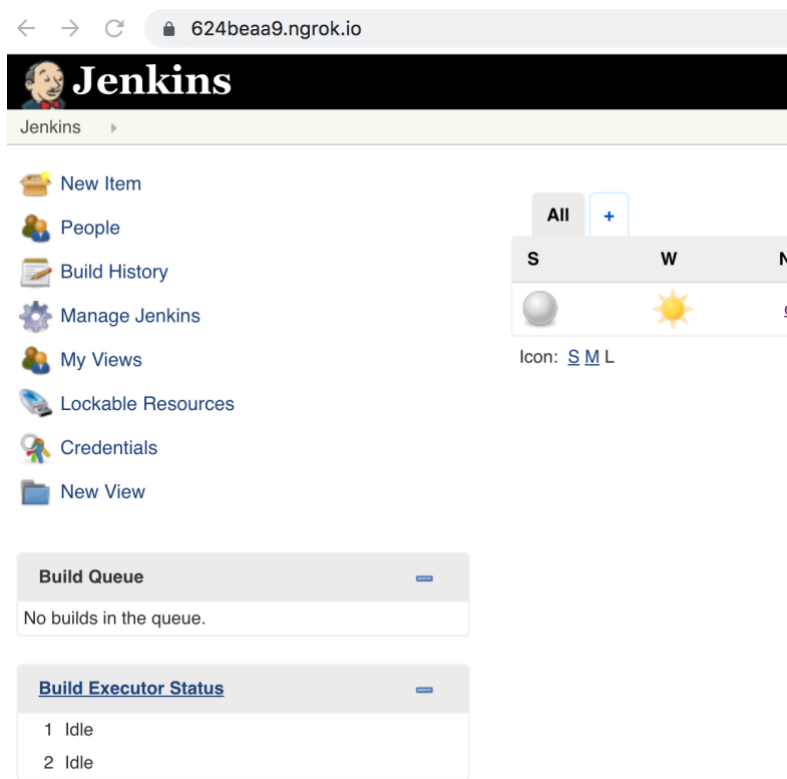 624beaa9.ngrok.io
Jenkins
Jenkins
New Item
People
Build History
Manage Jenkins
My Views
Lockable Resources
Credentials
New View
All +
S W
Icon: S M L
Build Queue
No builds in the queue.
Build Executor Status
1 Idle
2 Idle